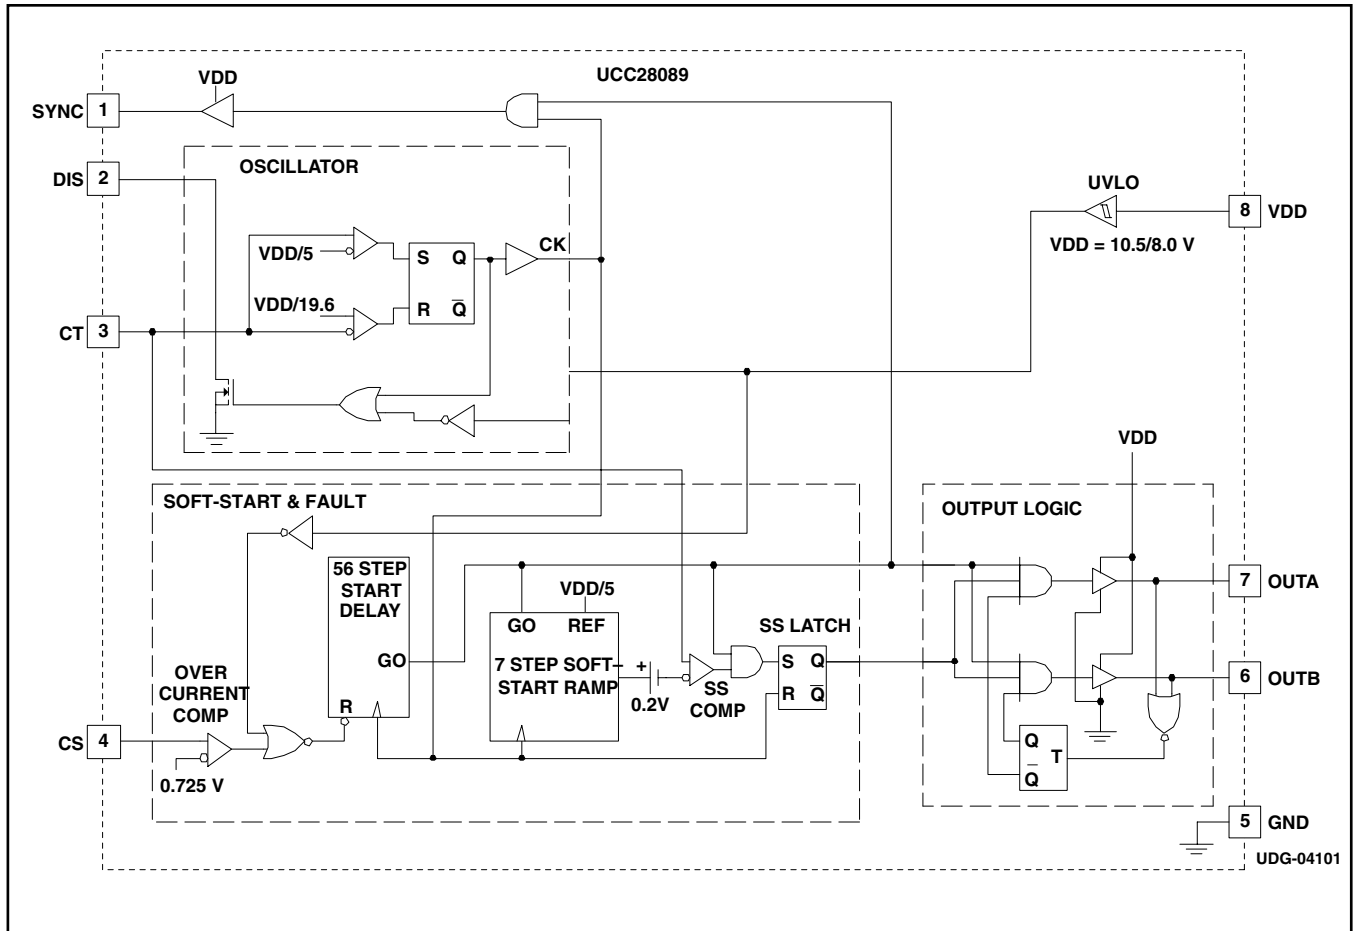 UCC28089
VDD
SYNC 1
DIS 2
OSCILLATOR
UVLO
8 VDD
VDD = 10.5/8.0 V
VDD/5
S Q
CK
VDD/19.6
R Q
CT 3
VDD
SOFT-START & FAULT
OUTPUT LOGIC
56 STEP
START
DELAY
GO
R
VDD/5
GO REF
7 STEP SOFT-
START RAMP
+
0.2V
SS
COMP
SS LATCH
S Q
R Q
7 OUTA
6 OUTB
OVER
CURRENT
COMP
CS 4
0.725 V
Q
T
Q
5 GND
UDG-04101